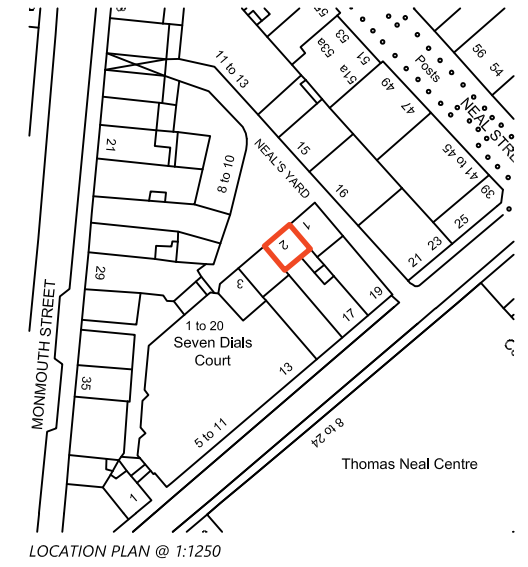 55
53
53a
51
51a
49
47
41 to 45
39
56
54
Posts
NEAL STRE
11 to 13
NEAL'S YARD
15
16
8 to 10
21
29
35
1
2
3
1 to 20
Seven Dials
Court
13
5 to 11
17
19
21
23
25
1
MONMOUTH STREET
8 to 24
Thomas Neal Centre
LOCATION PLAN @ 1:1250